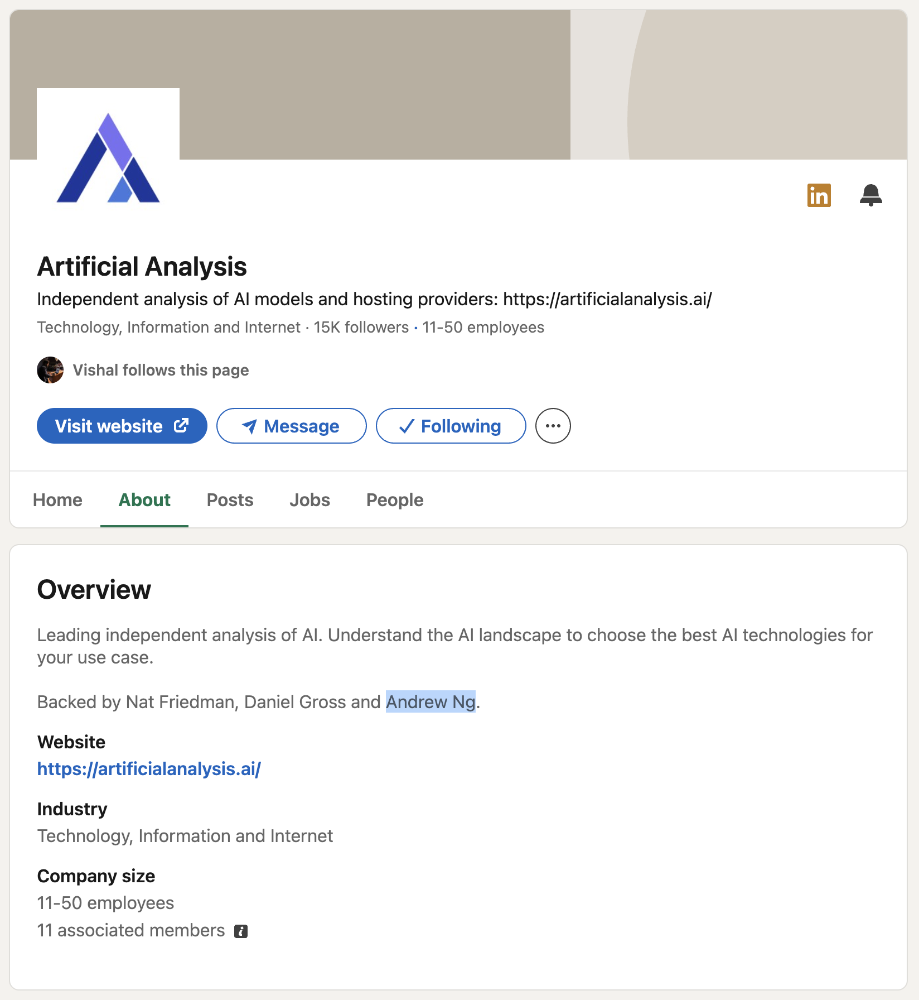 in
Artificial Analysis
Independent analysis of AI models and hosting providers: https://artificialanalysis.ai/
Technology, Information and Internet · 15K followers · 11-50 employees
Vishal follows this page
Visit website
Message
Following
Home
About
Posts
Jobs
People
Overview
Leading independent analysis of AI. Understand the AI landscape to choose the best AI technologies for
your use case.
Backed by Nat Friedman, Daniel Gross and Andrew Ng.
Website
https://artificialanalysis.ai/
Industry
Technology, Information and Internet
Company size
11-50 employees
11 associated members